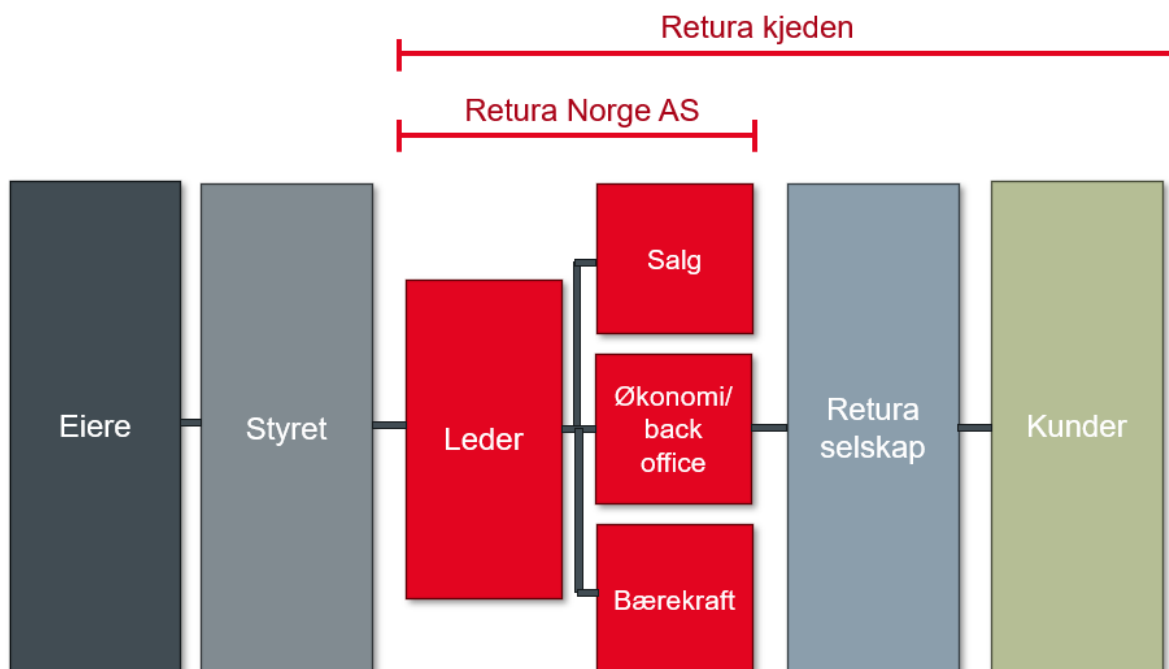 Retura kjeden
Retura Norge AS
Eiere
Styret
Leder
Salg
Økonomi/
back
office
Bærekraft
Retura
selskap
Kunder